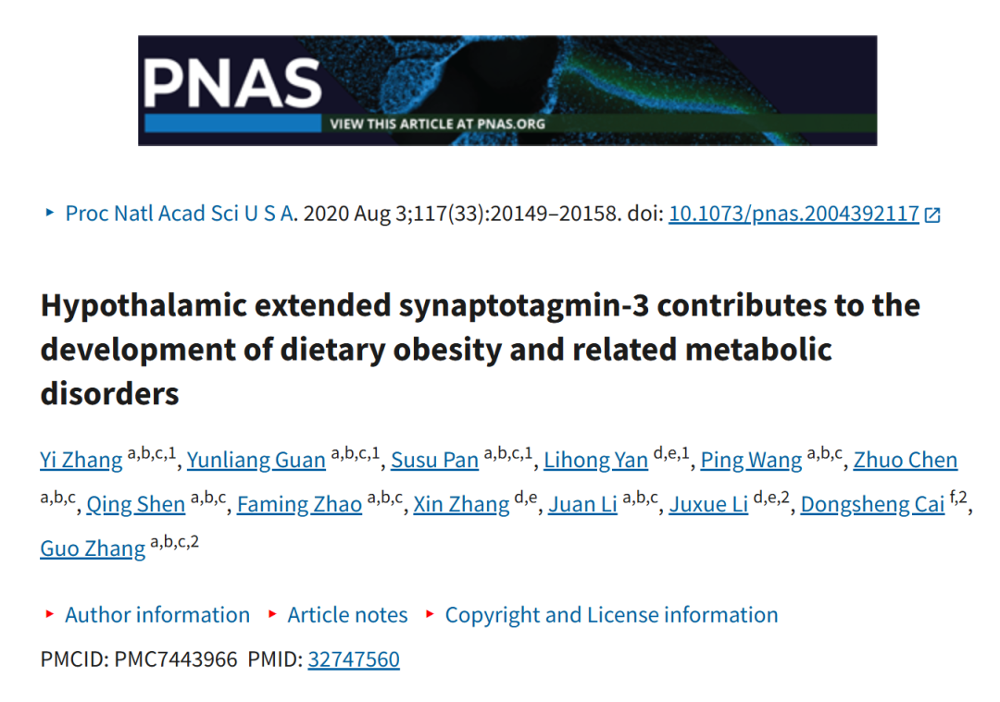 PNAS
VIEW THIS ARTICLE AT PNAS.ORG
Proc Natl Acad Sci U S A. 2020 Aug 3;117(33):20149–20158. doi: 10.1073/pnas.2004392117
Hypothalamic extended synaptotagmin-3 contributes to the
development of dietary obesity and related metabolic
disorders
Yi Zhang a,b,c,1, Yunliang Guan a,b,c,1, Susu Pan a,b,c,1, Lihong Yan d,e,1, Ping Wang a,b,c, Zhuo Chen
a,b,c, Qing Shen a,b,c, Faming Zhao a,b,c, Xin Zhang d,e, Juan Li a,b,c, Juxue Li d,e,2, Dongsheng Cai f,2,
Guo Zhang a,b,c,2
Author information Article notes Copyright and License information
PMCID: PMC7443966 PMID: 32747560